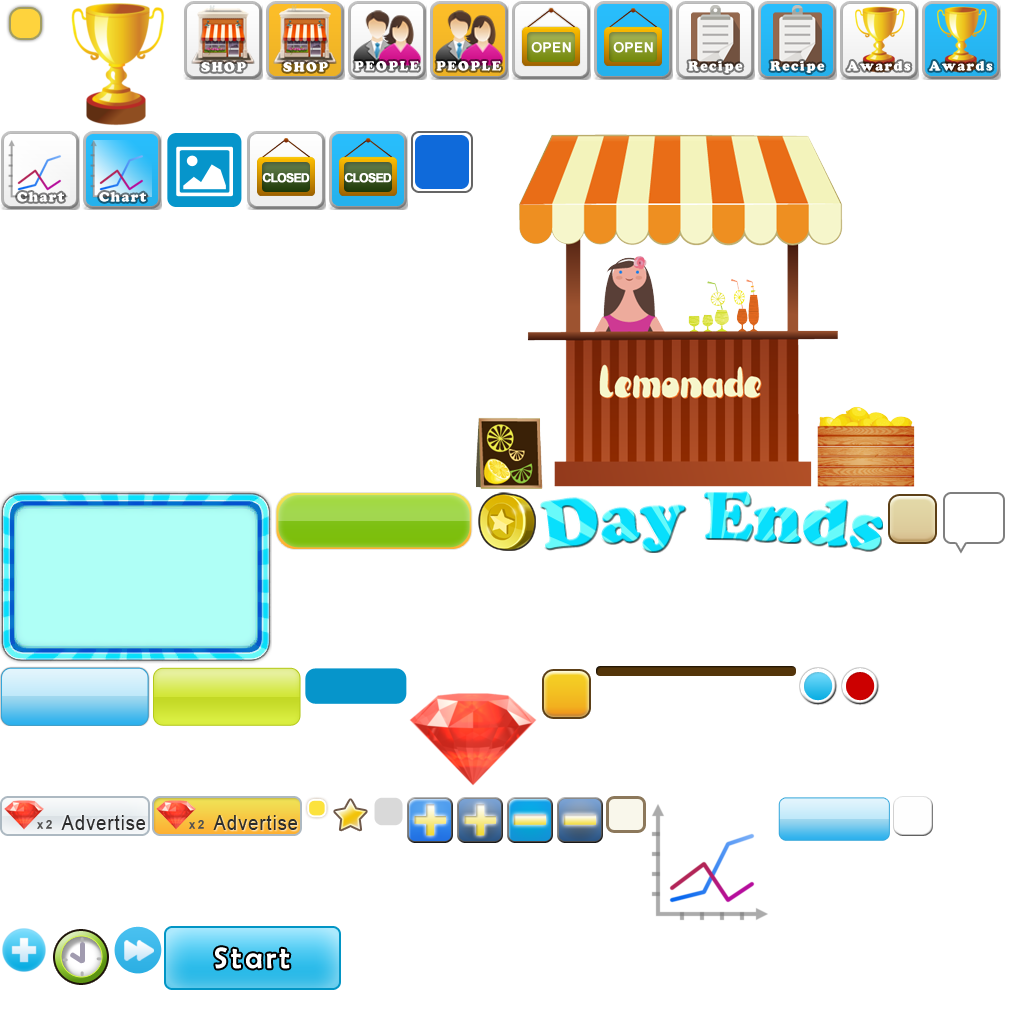 SHOP
SHOP
PEOPLE
PEOPLE
OPEN
OPEN
Recipe
Recipe
Awards
Awards
Chart
Chart
CLOSED
CLOSED
Lemonade
Day Ends
x2 Advertise
x2 Advertise
Start